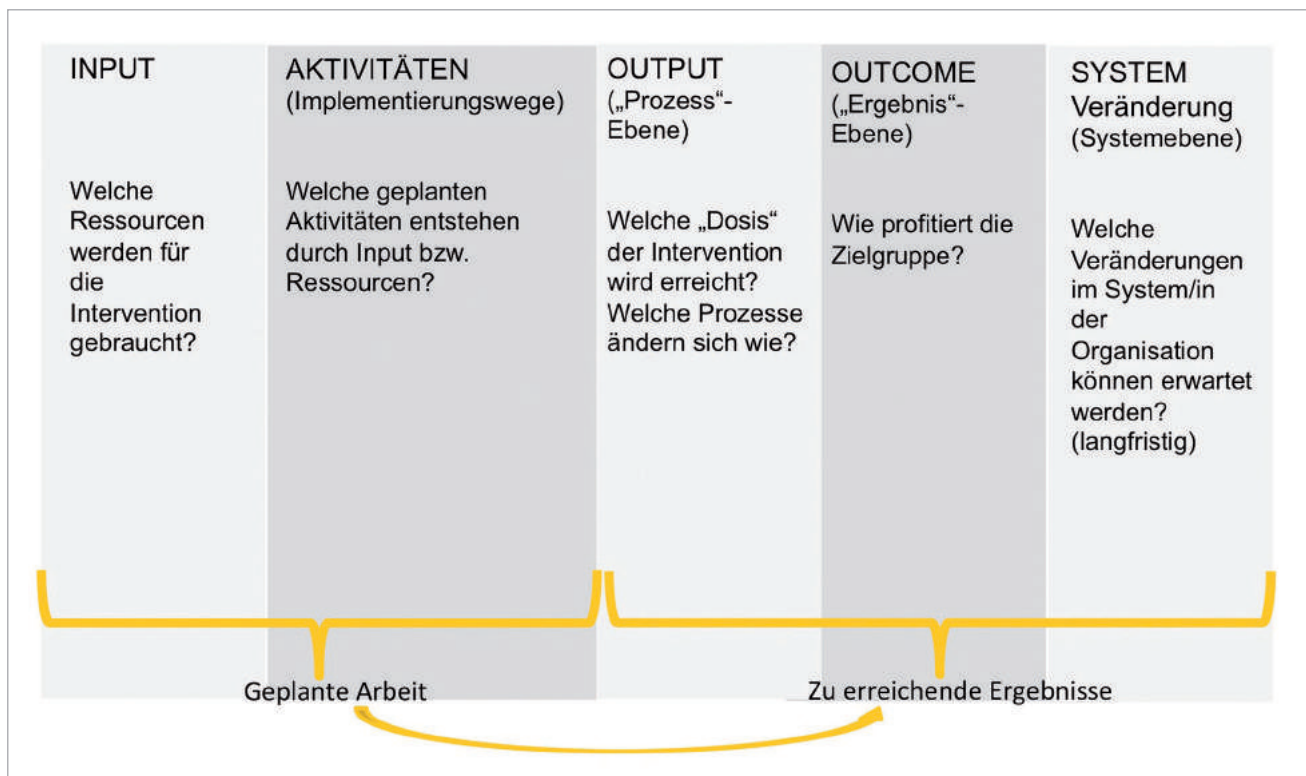 INPUT
Welche
Ressourcen
werden für
die
Intervention
gebraucht?
AKTIVITÄTEN
(Implementierungswege)
Welche geplanten
Aktivitäten entstehen
durch Input bzw.
Ressourcen?
OUTPUT
(„Prozess“-
Ebene)
Welche „Dosis“
der Intervention
wird erreicht?
Welche Prozesse
ändern sich wie?
OUTCOME
(„Ergebnis“-
Ebene)
Wie profitiert die
Zielgruppe?
SYSTEM
Veränderung
(Systemebene)
Welche
Veränderungen
im System/in
der
Organisation
können erwartet
werden?
(langfristig)
Geplante Arbeit
Zu erreichende Ergebnisse